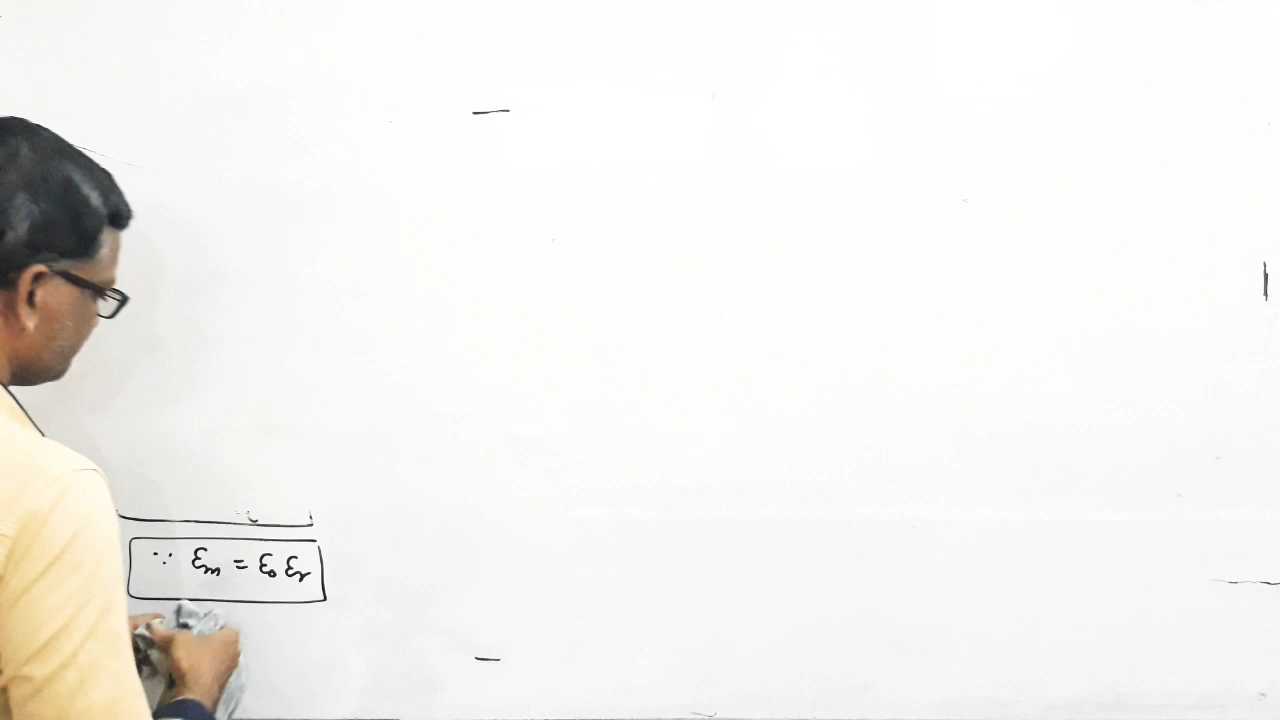 ∵ εm = ε0 εr